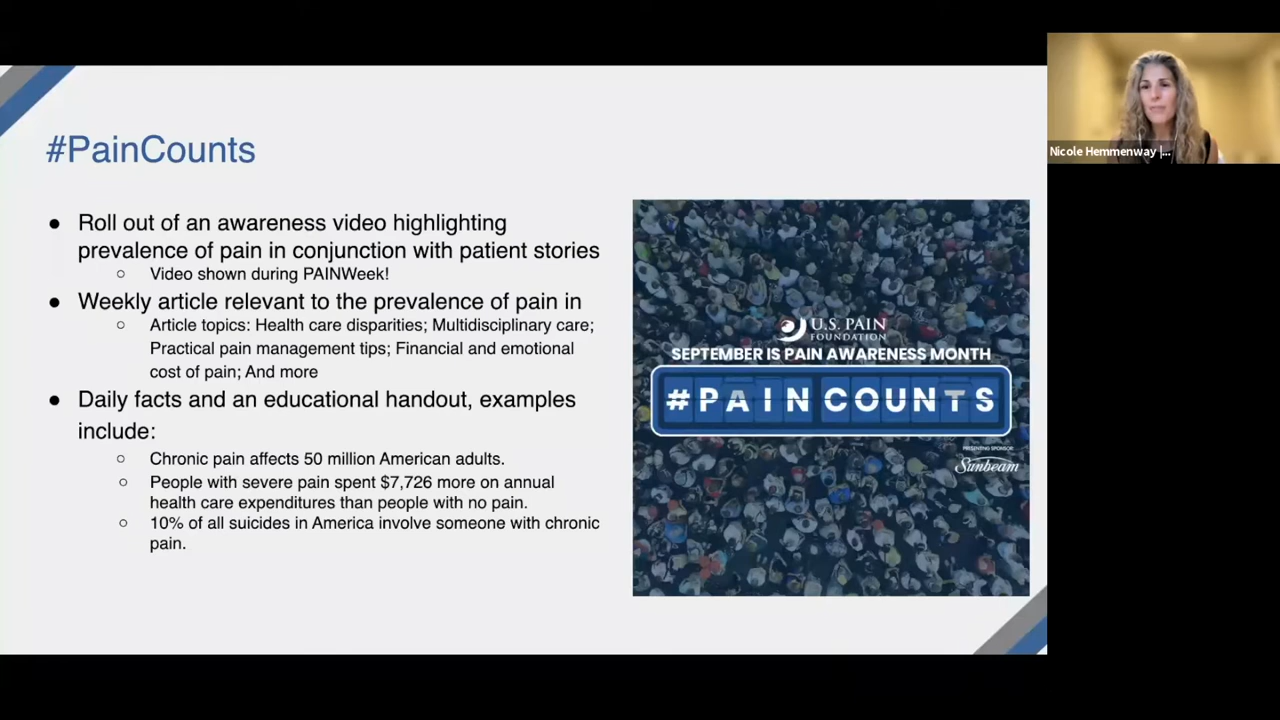 #PainCounts
● Roll out of an awareness video highlighting
prevalence of pain in conjunction with patient stories
○ Video shown during PAINWeek!
● Weekly article relevant to the prevalence of pain in
○ Article topics: Health care disparities; Multidisciplinary care;
Practical pain management tips; Financial and emotional
cost of pain; And more
● Daily facts and an educational handout, examples
include:
○ Chronic pain affects 50 million American adults.
○ People with severe pain spent $7,726 more on annual
health care expenditures than people with no pain.
○ 10% of all suicides in America involve someone with chronic
pain.
U.S. PAIN
FOUNDATION
SEPTEMBER IS PAIN AWARENESS MONTH
#PAIN COUNTS
PRESENTING SPONSOR
Sunbeam
Nicole Hemmenway |...